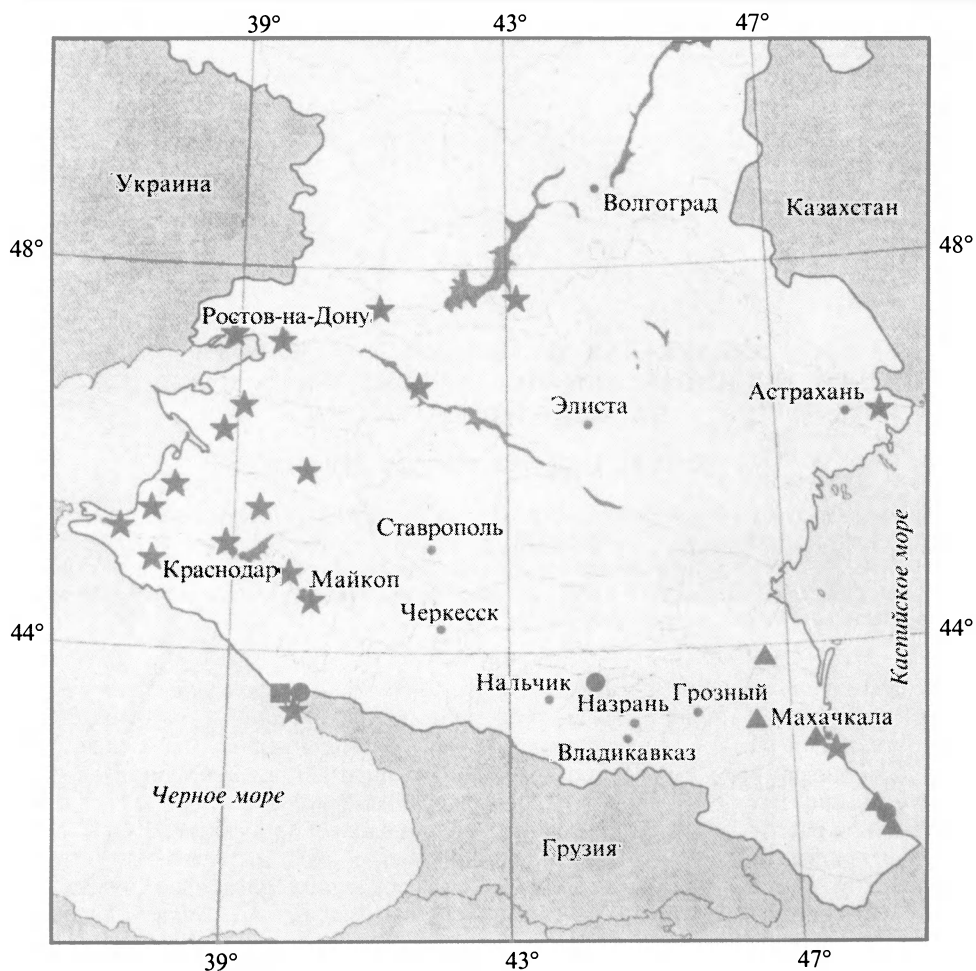 39° 43° 47°
Украина
Волгоград
Казахстан
48° 48°
Ростов-на-Дону
Астрахань
Элиста
Ставрополь
Краснодар
Майкоп
Черкесск
Каспийское море
44° 44°
Нальчик
Грозный
Назрань
Махачкала
Владикавказ
Черное море
Грузия
39° 43° 47°